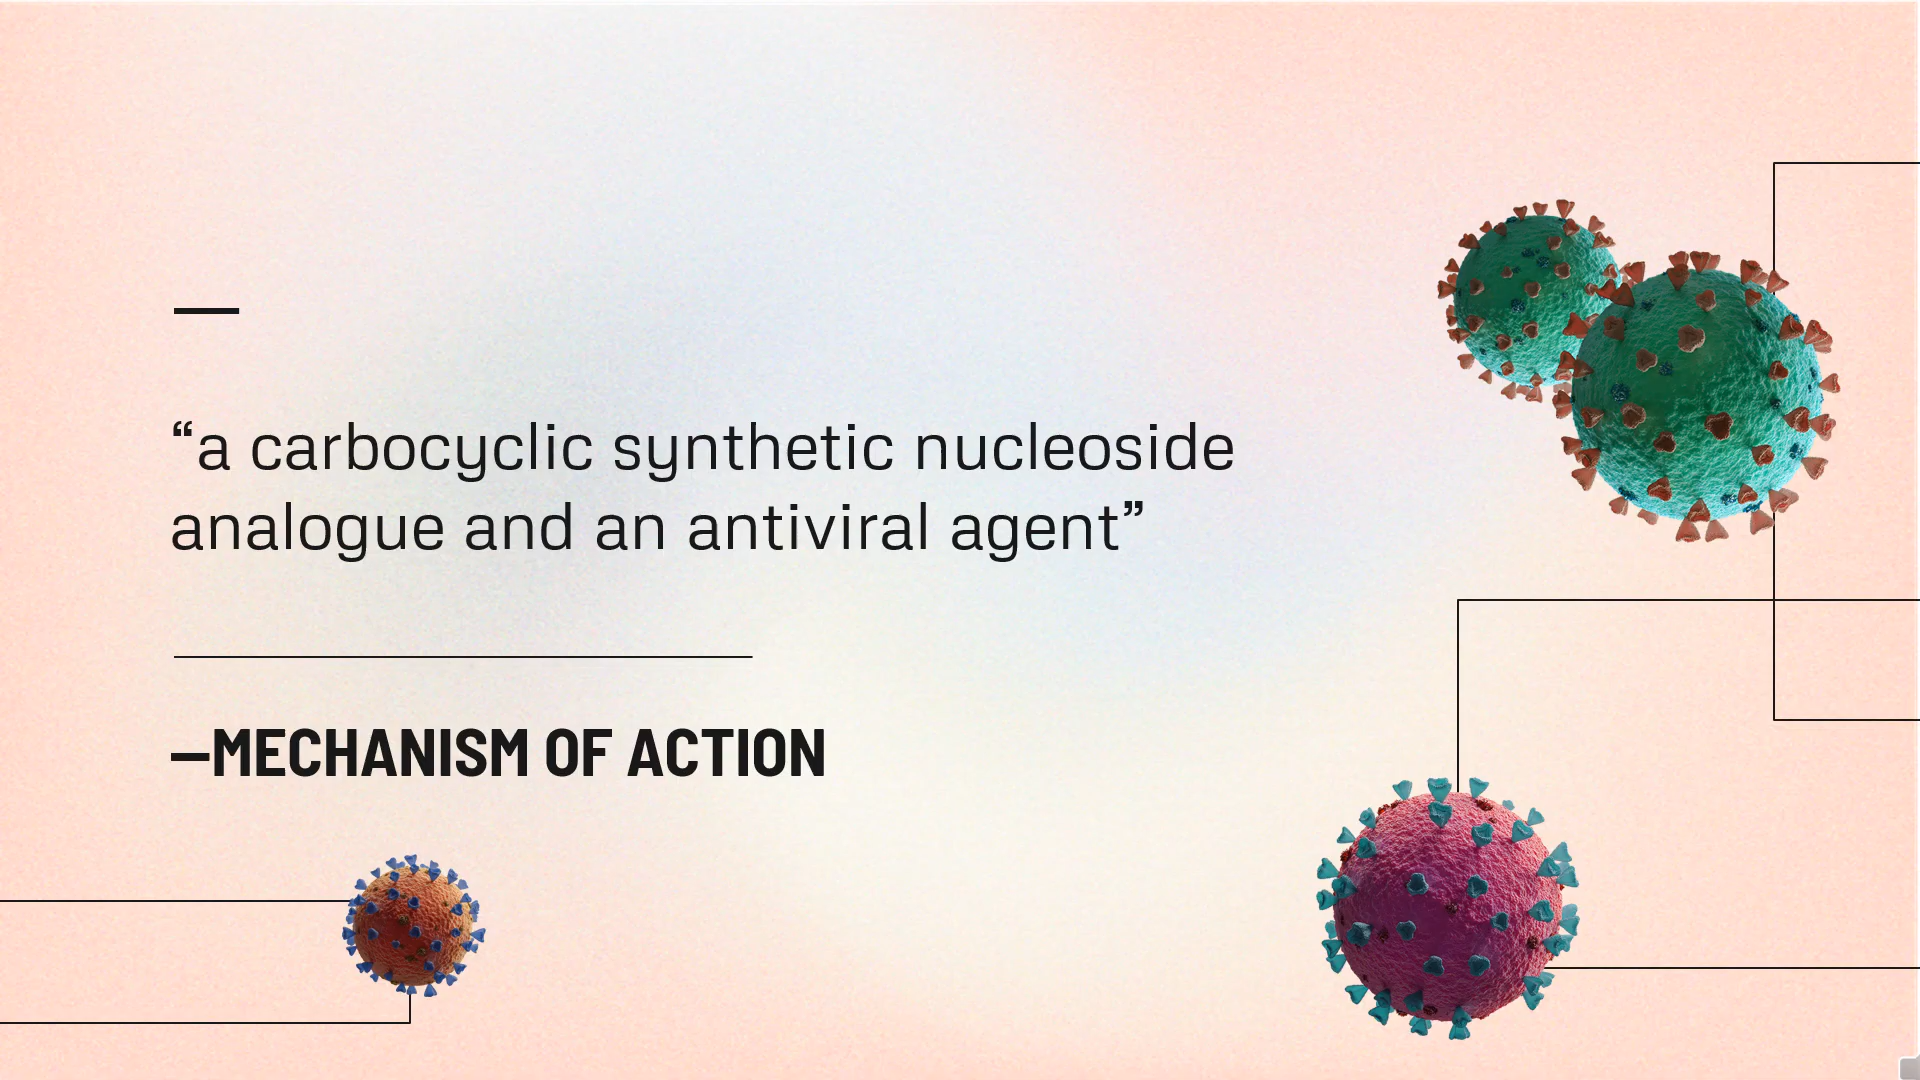 “a carbocyclic synthetic nucleoside
analogue and an antiviral agent”
—MECHANISM OF ACTION